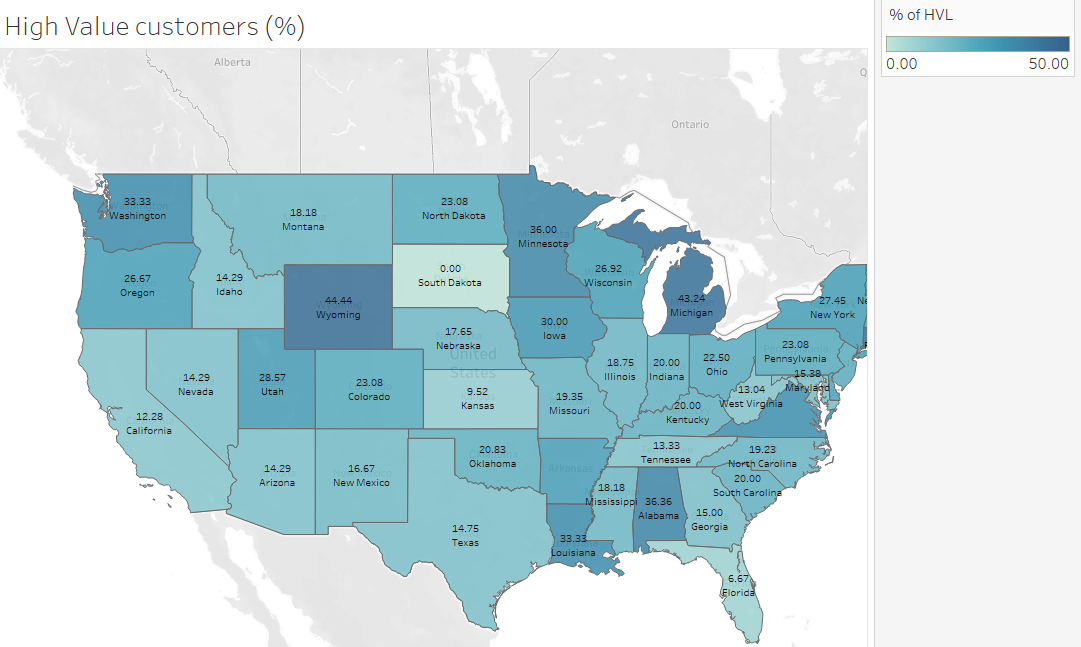 High Value customers (%)
% of HVL
0.00 50.00
Alberta
Ontario
33.33
Washington
18.18
Montana
23.08
North Dakota
36.00
Minnesota
26.67
Oregon
14.29
Idaho
44.44
Wyoming
0.00
South Dakota
26.92
Wisconsin
43.24
Michigan
27.45
New York
Ne
17.65
Nebraska
30.00
Iowa
United
States
14.29
Nevada
28.57
Utah
23.08
Colorado
9.52
Kansas
19.35
Missouri
18.75
Illinois
20.00
Indiana
22.50
Ohio
23.08
Pennsylvania
15.38
Maryland
13.04
West Virginia
20.00
Kentucky
12.28
California
14.29
Arizona
16.67
New Mexico
20.83
Oklahoma
Arkansas
13.33
Tennessee
19.23
North Carolina
20.00
South Carolina
18.18
Mississippi
36.36
Alabama
15.00
Georgia
14.75
Texas
33.33
Louisiana
6.67
Florida